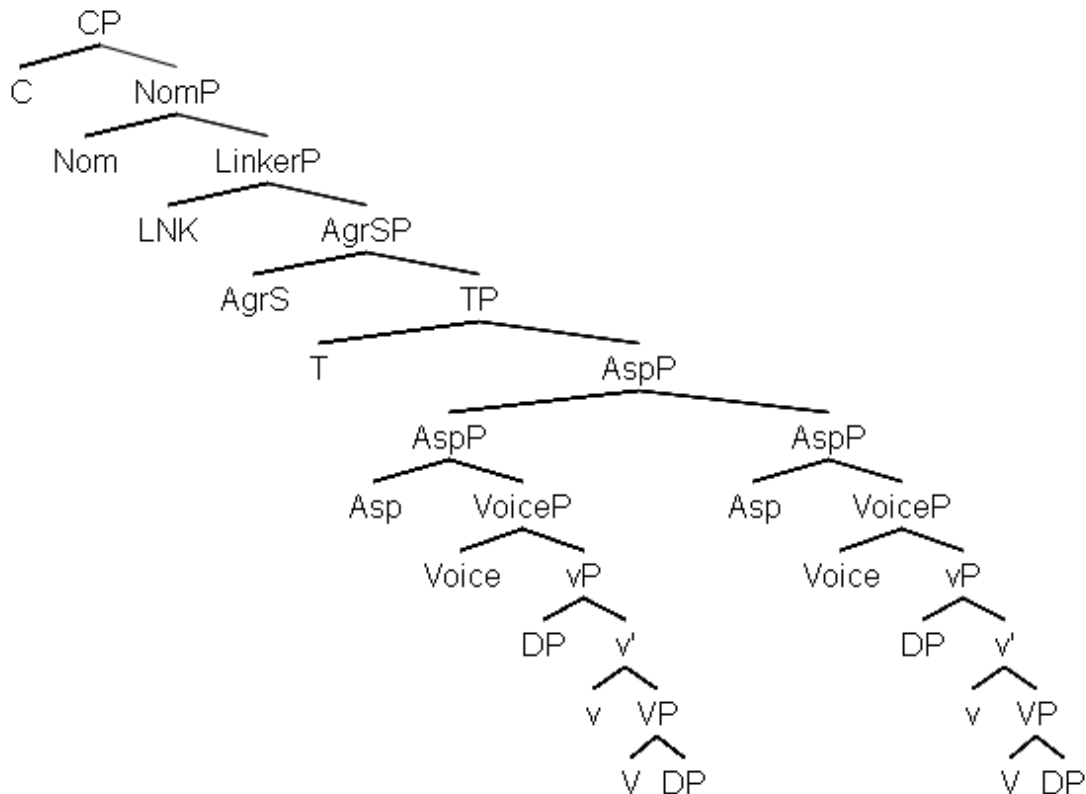 CP
C NomP
Nom LinkerP
LNK AgrSP
AgrS TP
T AspP
AspP AspP
Asp VoiceP Asp VoiceP
Voice vP Voice vP
DP v' DP v'
v VP v VP
V DP V DP